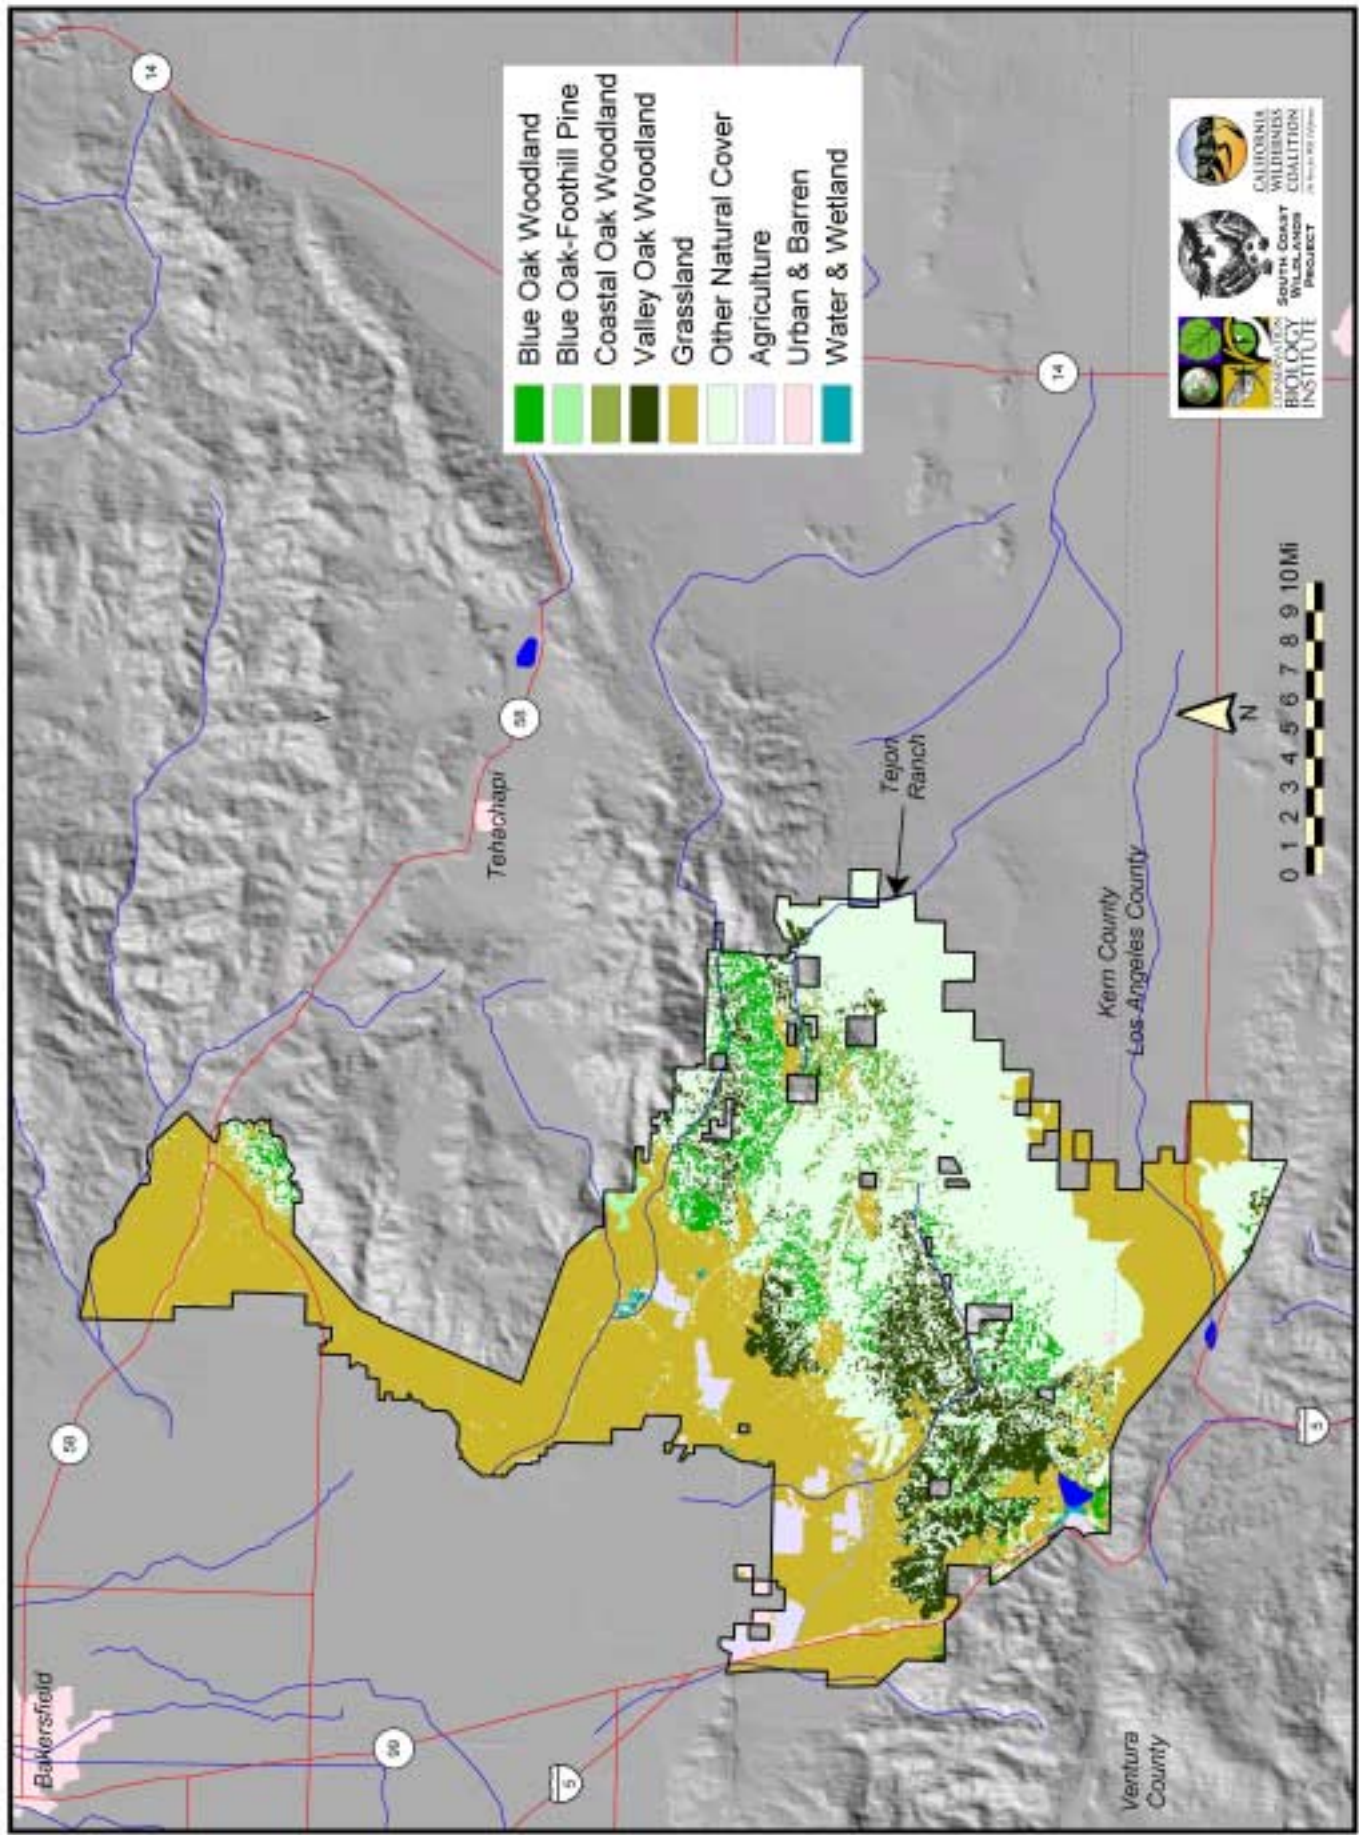 14
58
58
14
99
5
5
Bakersfield
Tehachapi
Tejon
Ranch
Kern County
Los Angeles County
Ventura
County
Blue Oak Woodland
Blue Oak-Foothill Pine
Coastal Oak Woodland
Valley Oak Woodland
Grassland
Other Natural Cover
Agriculture
Urban & Barren
Water & Wetland
N
0 1 2 3 4 5 6 7 8 9 10Mi
CONSERVATION
BIOLOGY
INSTITUTE
SOUTH COAST
WILDLANDS
PROJECT
CALIFORNIA
WILDERNESS
COALITION